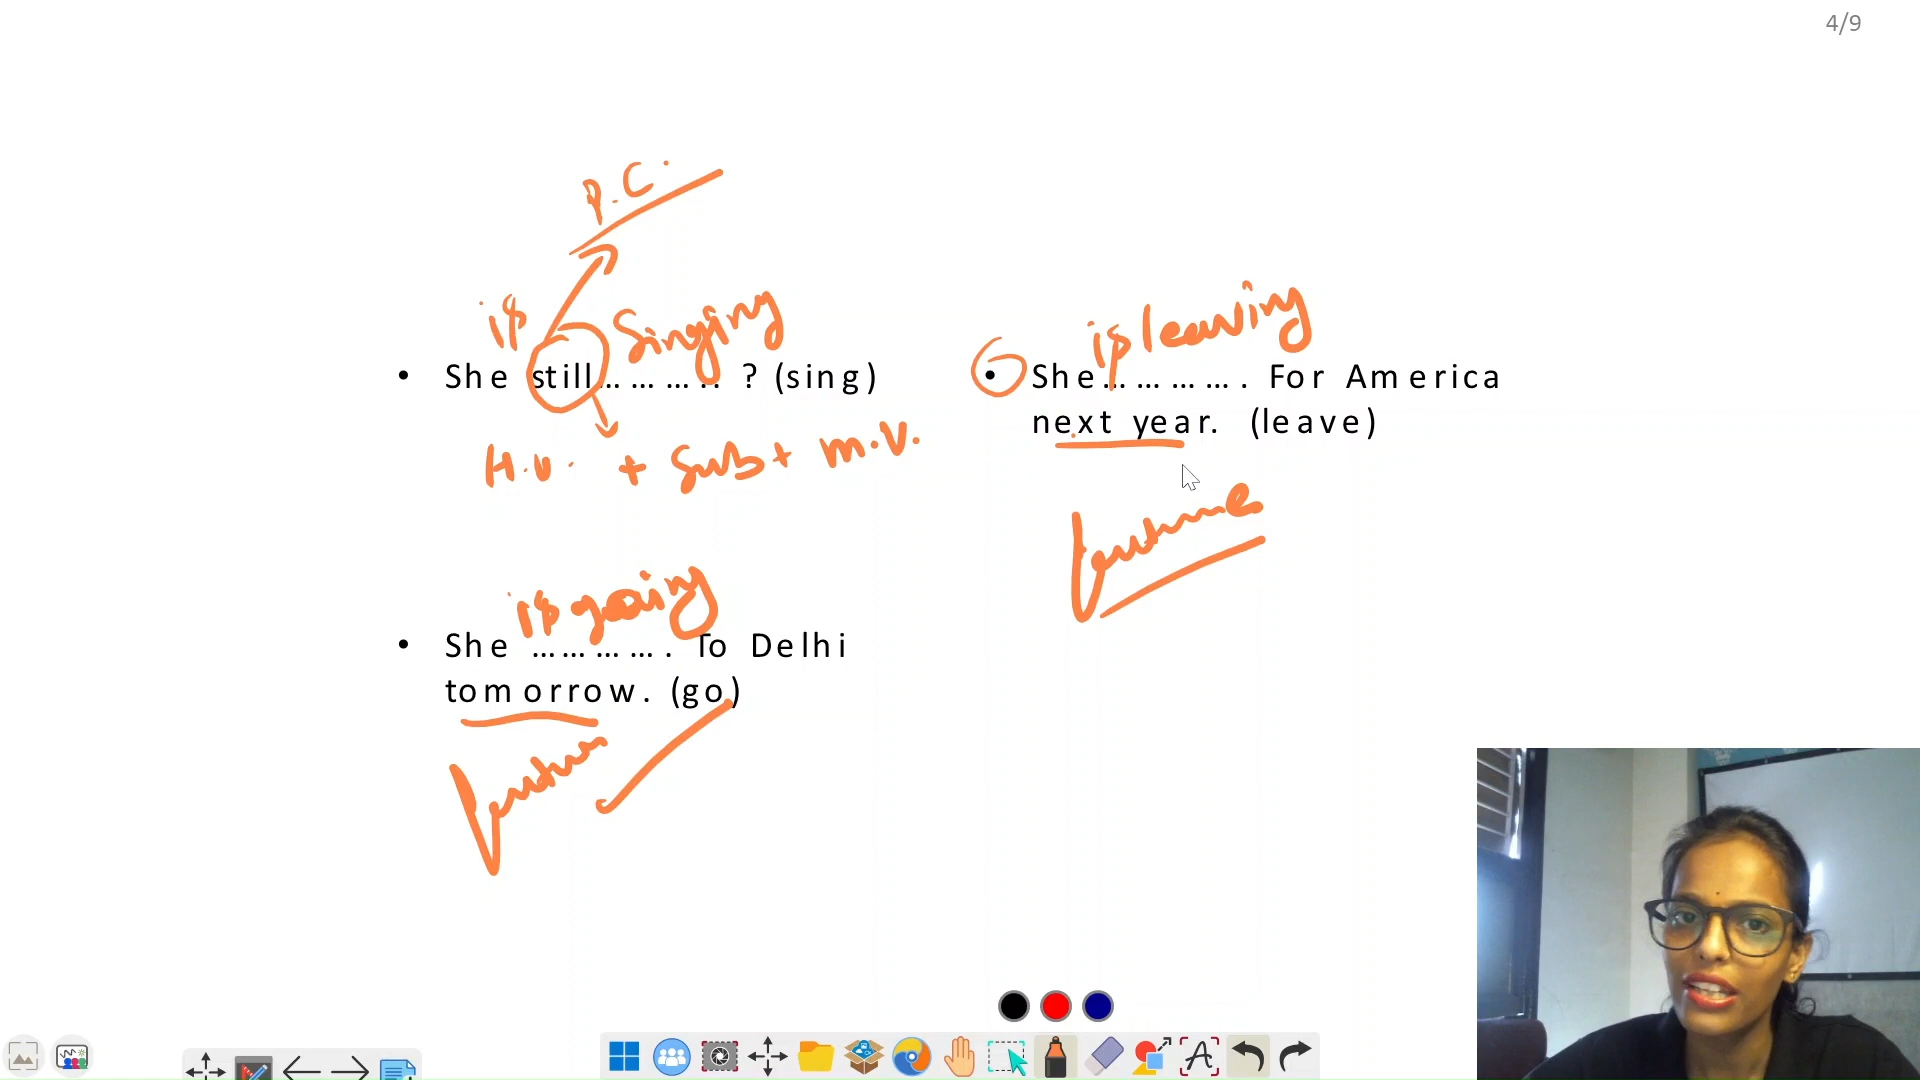 4/9
P.C.
is singing
• She still………… ? (sing)
H.V. + Sub + M.V.
is going
• She …………. To Delhi
tomorrow. (go)
future
is leaving
• She…………. For America
next year. (leave)
future